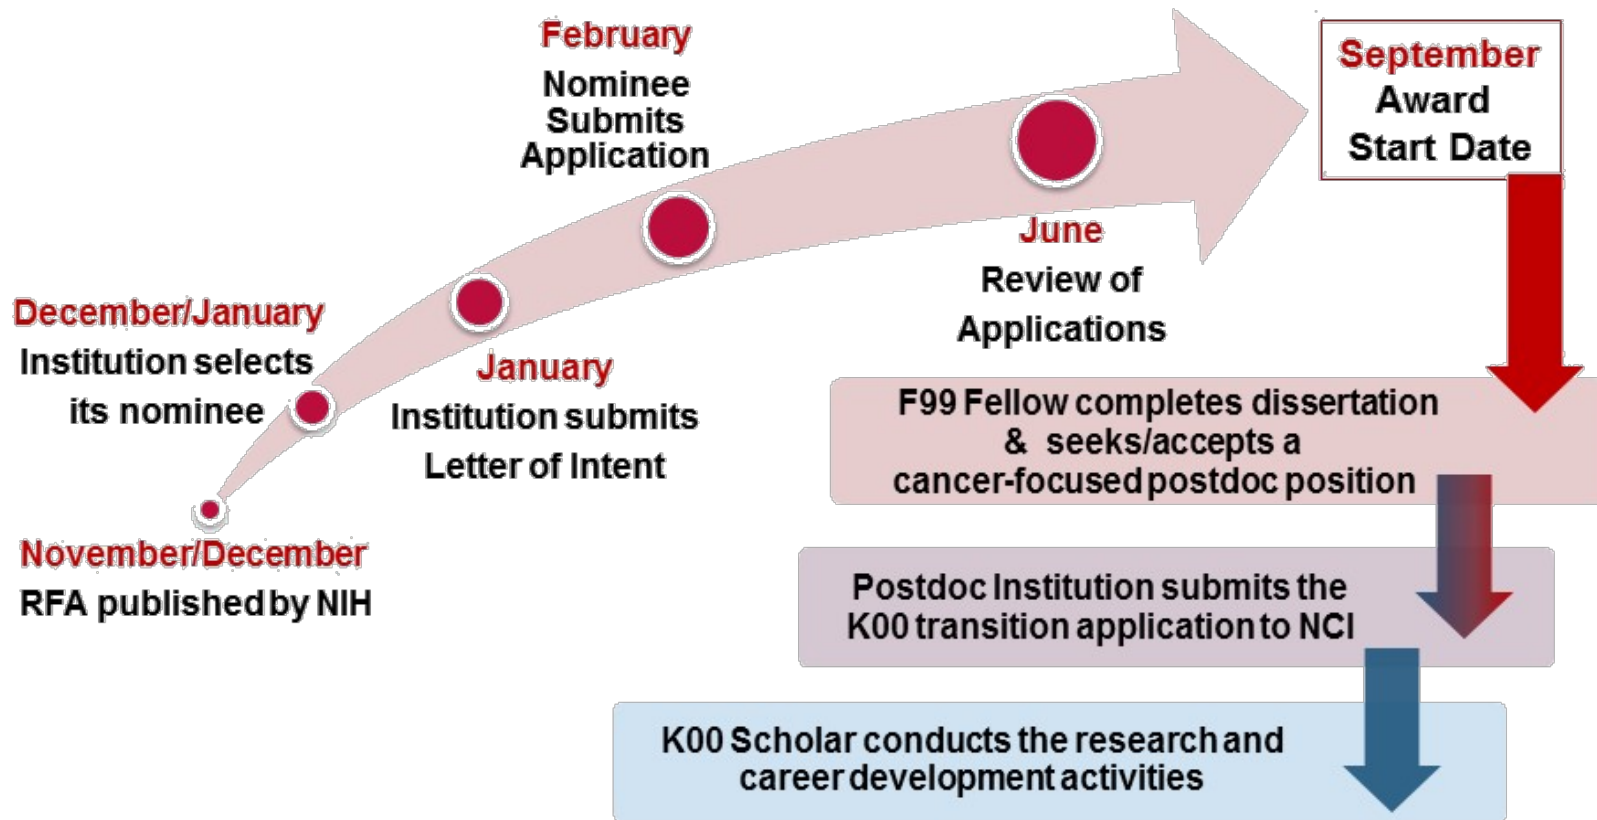 February
Nominee
Submits
Application
September
Award
Start Date
June
Review of
Applications
December/January
Institution selects
its nominee
January
Institution submits
Letter of Intent
November/December
RFA published by NIH
F99 Fellow completes dissertation
& seeks/accepts a
cancer-focused postdoc position
Postdoc Institution submits the
K00 transition application to NCI
K00 Scholar conducts the research and
career development activities